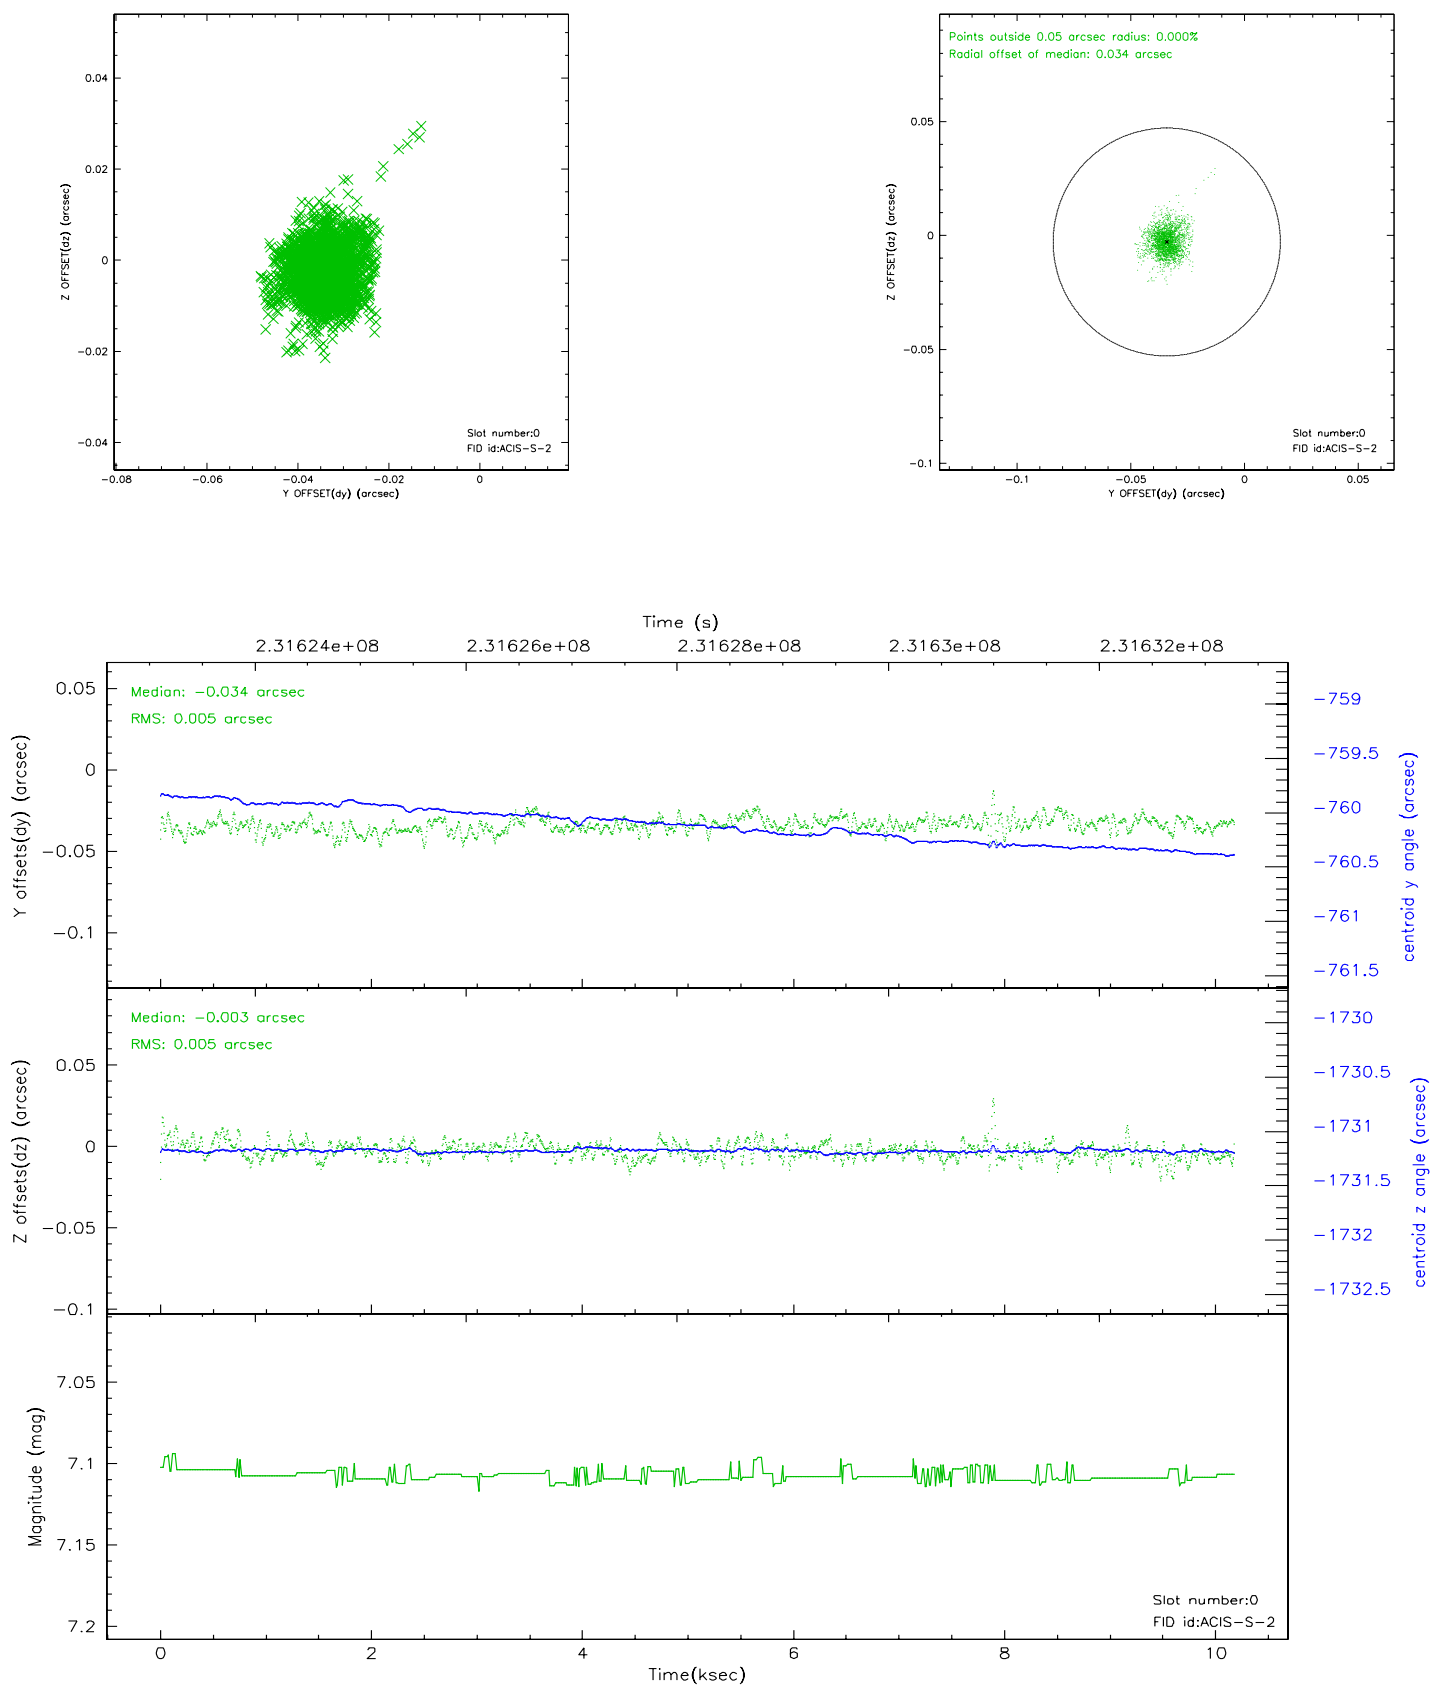 0.04
0.02
0
−0.02
−0.04
Z OFFSET(dz) (arcsec)
−0.08 −0.06 −0.04 −0.02 0
Y OFFSET(dy) (arcsec)
Slot number:0
FID id:ACIS−S−2
Points outside 0.05 arcsec radius: 0.000%
Radial offset of median: 0.034 arcsec
0.05
0
−0.05
−0.1
Z OFFSET(dz) (arcsec)
−0.1 −0.05 0 0.05
Y OFFSET(dy) (arcsec)
Slot number:0
FID id:ACIS−S−2
Time (s)
2.31624e+08 2.31626e+08 2.31628e+08 2.3163e+08 2.31632e+08
Median: −0.034 arcsec
RMS: 0.005 arcsec
0.05
0
−0.05
−0.1
Y offsets(dy) (arcsec)
−759
−759.5
−760
−760.5
−761
−761.5
centroid y angle (arcsec)
Median: −0.003 arcsec
RMS: 0.005 arcsec
0.05
0
−0.05
−0.1
Z offsets(dz) (arcsec)
−1730
−1730.5
−1731
−1731.5
−1732
−1732.5
centroid z angle (arcsec)
7.05
7.1
7.15
7.2
Magnitude (mag)
Slot number:0
FID id:ACIS−S−2
0 2 4 6 8 10
Time(ksec)